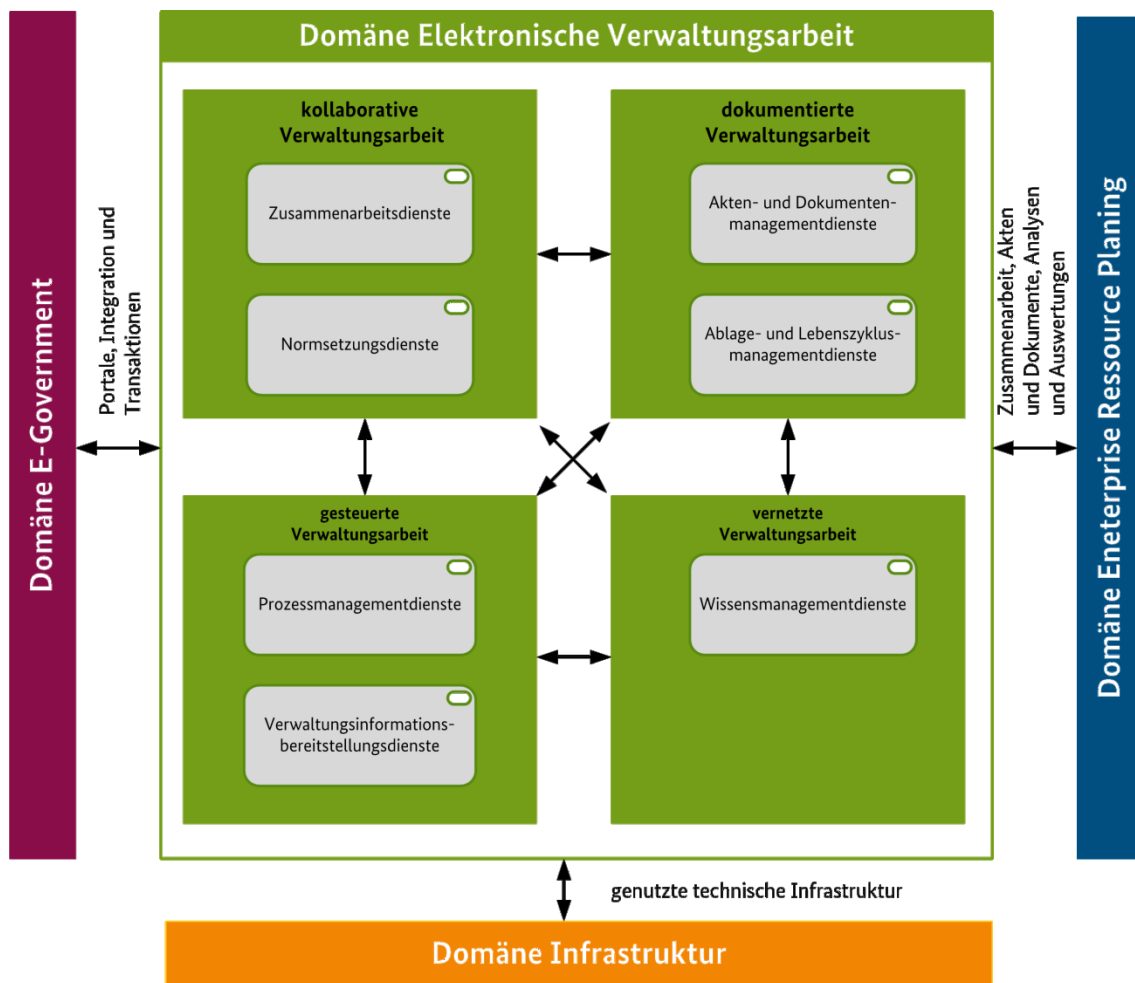 Domäne Elektronische Verwaltungsarbeit
kollaborative
Verwaltungsarbeit
Zusammenarbeitsdienste
Normsetzungsdienste
dokumentierte
Verwaltungsarbeit
Akten- und Dokumenten-
managementdienste
Ablage- und Lebenszyklus-
managementdienste
gesteuerte
Verwaltungsarbeit
Prozessmanagementdienste
Verwaltungsinformations-
bereitstellungsdienste
vernetzte
Verwaltungsarbeit
Wissensmanagementdienste
Domäne E-Government
Portale, Integration und
Transaktionen
Zusammenarbeit, Akten
und Dokumente, Analysen
und Auswertungen
Domäne Eneterprise Ressource Planing
genutzte technische Infrastruktur
Domäne Infrastruktur